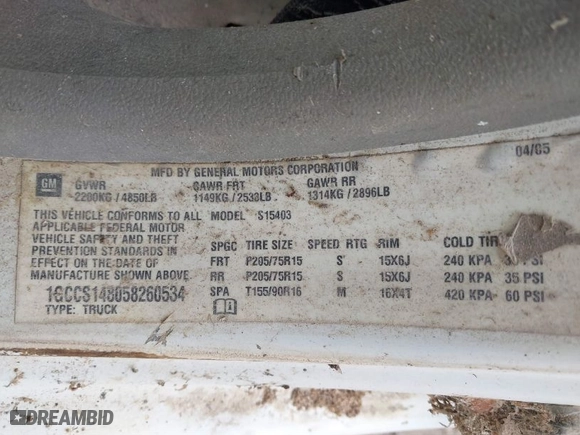 MFD BY GENERAL MOTORS CORPORATION 04/05
GM GVWR GAWR FRT GAWR RR
2200KG / 4850LB 1149KG / 2533LB 1314KG / 2896LB
THIS VEHICLE CONFORMS TO ALL MODEL S15403
APPLICABLE FEDERAL MOTOR
VEHICLE SAFETY AND THEFT
PREVENTION STANDARDS IN
EFFECT ON THE DATE OF
MANUFACTURE SHOWN ABOVE
1GCCS148058260534
TYPE: TRUCK
SPGC TIRE SIZE SPEED RTG RIM COLD
FRT P205/75R15 S 15X6J 240 KPA PSI
RR P205/75R15 S 15X6J 240 KPA 35 PSI
SPA T155/90R16 M 16X4T 420 KPA 60 PSI
DREAMBID